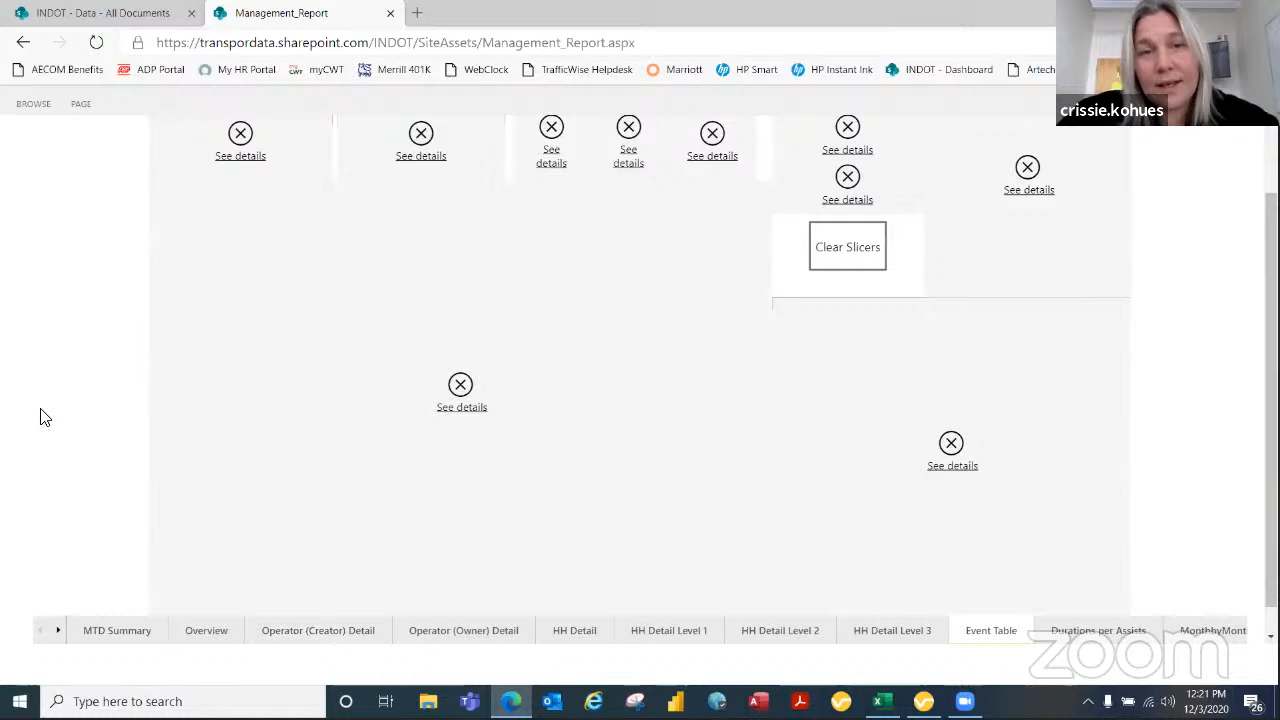 INDOT - Data - All Documents
Management_Report
https://transpordata.sharepoint.com/INDOT/SiteAssets/Management_Report.aspx
AECOM Benefits
ADP Portal
My HR Portal
myCWT
Merrill 401K
WebClock
TrafficWise Helpdesk
Marriott
HP Smart
HP Instant Ink
INDOT - Dashboard
Artech
crissie.kohues
BROWSE
PAGE
See details
See details
See
details
See
details
See details
See details
See details
See details
Clear Slicers
See details
See details
MTD Summary
Overview
Operator (Creator) Detail
Operator (Owner) Detail
HH Detail
HH Detail Level 1
HH Detail Level 2
HH Detail Level 3
Event Table
Durations per Assists
MonthbyMont
zoom
Type here to search
12:21 PM
12/3/2020
26